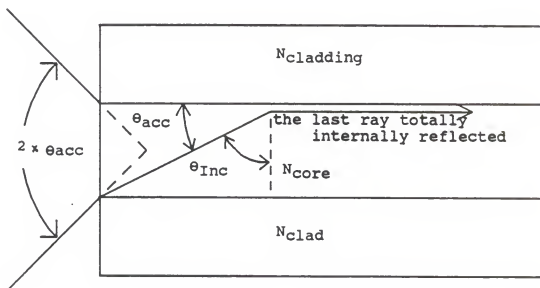 Ncladding
θacc
the last ray totally
internally reflected
2 × θacc
θInc
Ncore
Nclad